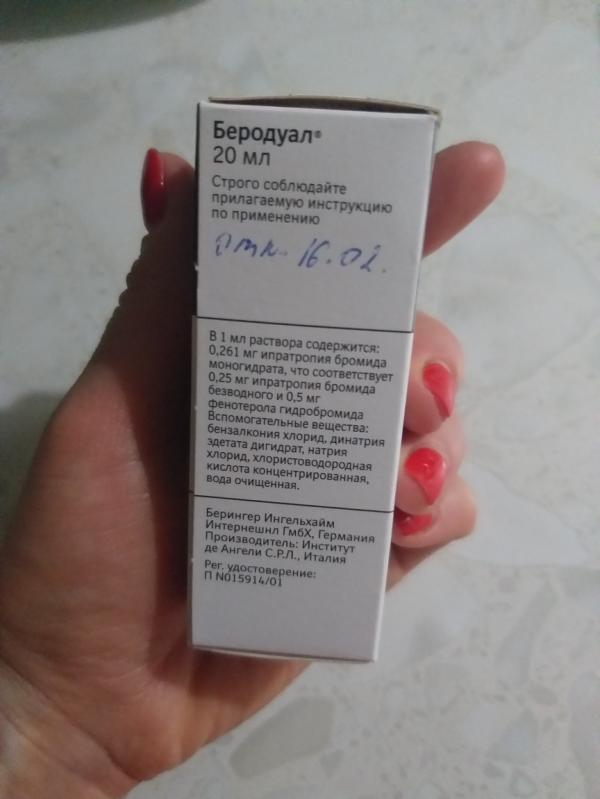 Беродуал®
20 мл
Строго соблюдайте
прилагаемую инструкцию
по применению
отк. 16.02.
В 1 мл раствора содержится:
0,261 мг ипратропия бромида
моногидрата, что соответствует
0,25 мг ипратропия бромида
безводного и 0,5 мг
фенотерола гидробромида
Вспомогательные вещества:
бензалкония хлорид, динатрия
эдетата дигидрат, натрия
хлорид, хлористоводородная
кислота концентрированная,
вода очищенная.
Берингер Ингельхайм
Интернешнл ГмбХ, Германия
Производитель: Институт
де Ангели С.Р.Л., Италия
Рег. удостоверение:
П N015914/01